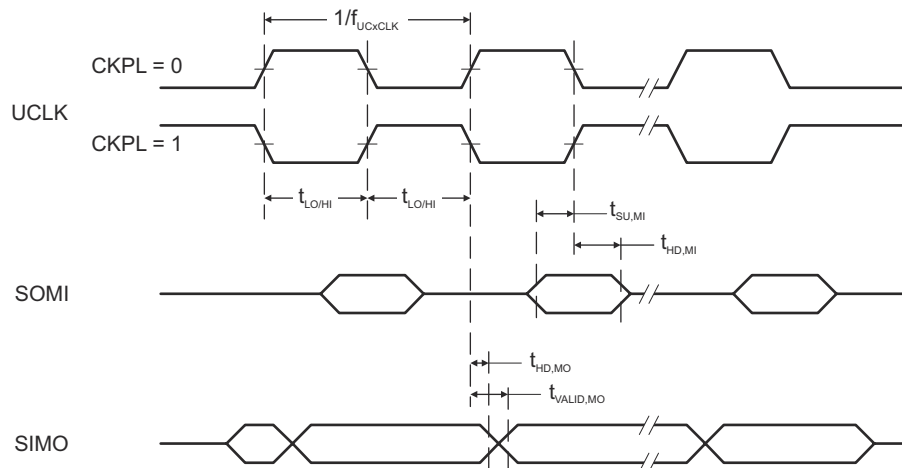 1/fUCxCLK
CKPL = 0
UCLK
CKPL = 1
tLO/HI
tLO/HI
tSU,MI
tHD,MI
SOMI
tHD,MO
tVALID,MO
SIMO